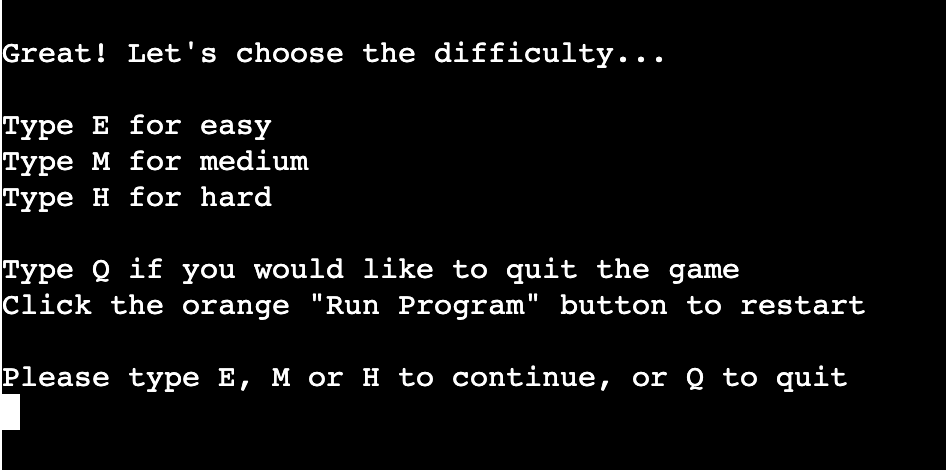 Great! Let's choose the difficulty...
Type E for easy
Type M for medium
Type H for hard
Type Q if you would like to quit the game
Click the orange "Run Program" button to restart
Please type E, M or H to continue, or Q to quit